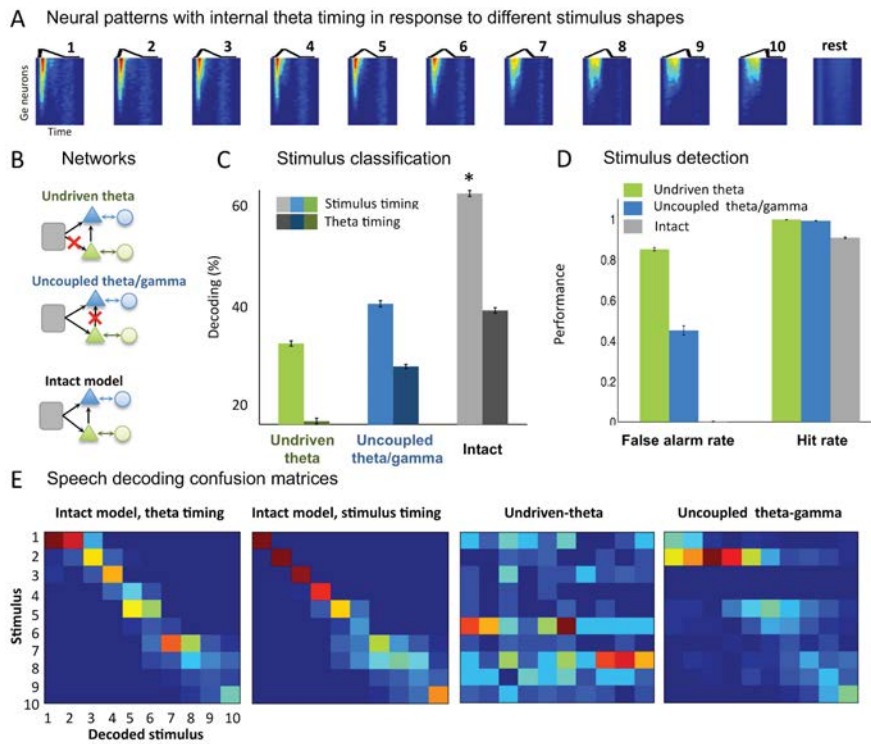 A Neural patterns with internal theta timing in response to different stimulus shapes
1 2 3 4 5 6 7 8 9 10 rest
Ge neurons
Time
B Networks
Undriven theta
Uncoupled theta/gamma
Intact model
C Stimulus classification
*
Stimulus timing
Theta timing
Decoding (%)
60
40
20
Undriven theta
Uncoupled theta/gamma
Intact
D Stimulus detection
Undriven theta
Uncoupled theta/gamma
Intact
Performance
1
0.8
0.6
0.4
0.2
0
False alarm rate
Hit rate
E Speech decoding confusion matrices
Intact model, theta timing
Intact model, stimulus timing
Undriven-theta
Uncoupled theta-gamma
Stimulus
1
2
3
4
5
6
7
8
9
10
1 2 3 4 5 6 7 8 9 10
Decoded stimulus